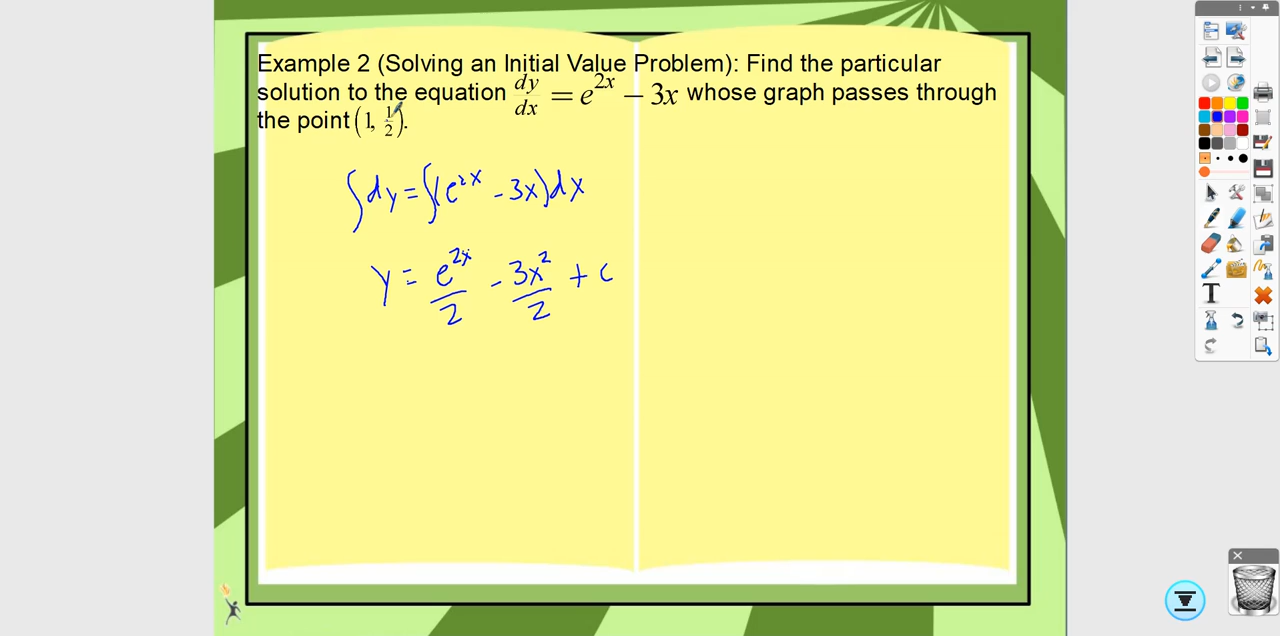 Example 2 (Solving an Initial Value Problem): Find the particular
solution to the equation dy/dx = e^{2x} − 3x whose graph passes through
the point (1, 1/2).
∫dy = ∫(e^{2x} - 3x)dx
y = e^{2x}/2 - 3x^2/2 + c
T